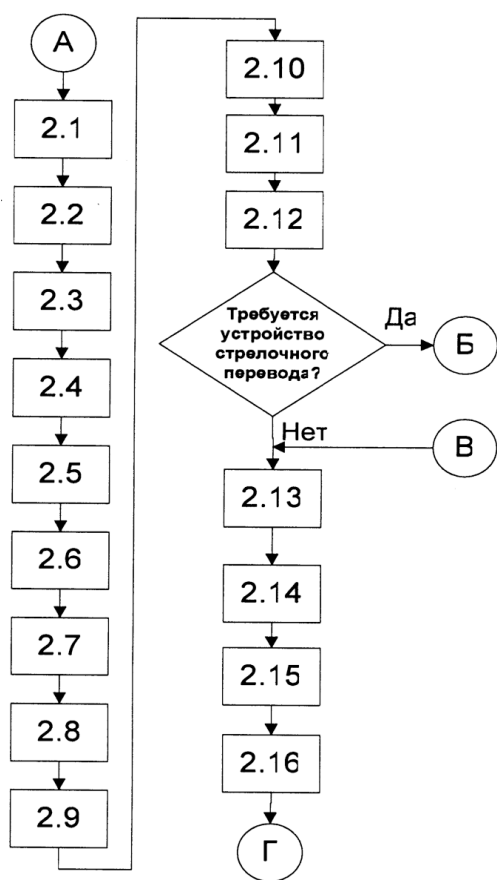 А
2.1
2.2
2.3
2.4
2.5
2.6
2.7
2.8
2.9
2.10
2.11
2.12
Требуется
устройство
стрелочного
перевода?
Да
Б
Нет
В
2.13
2.14
2.15
2.16
Г